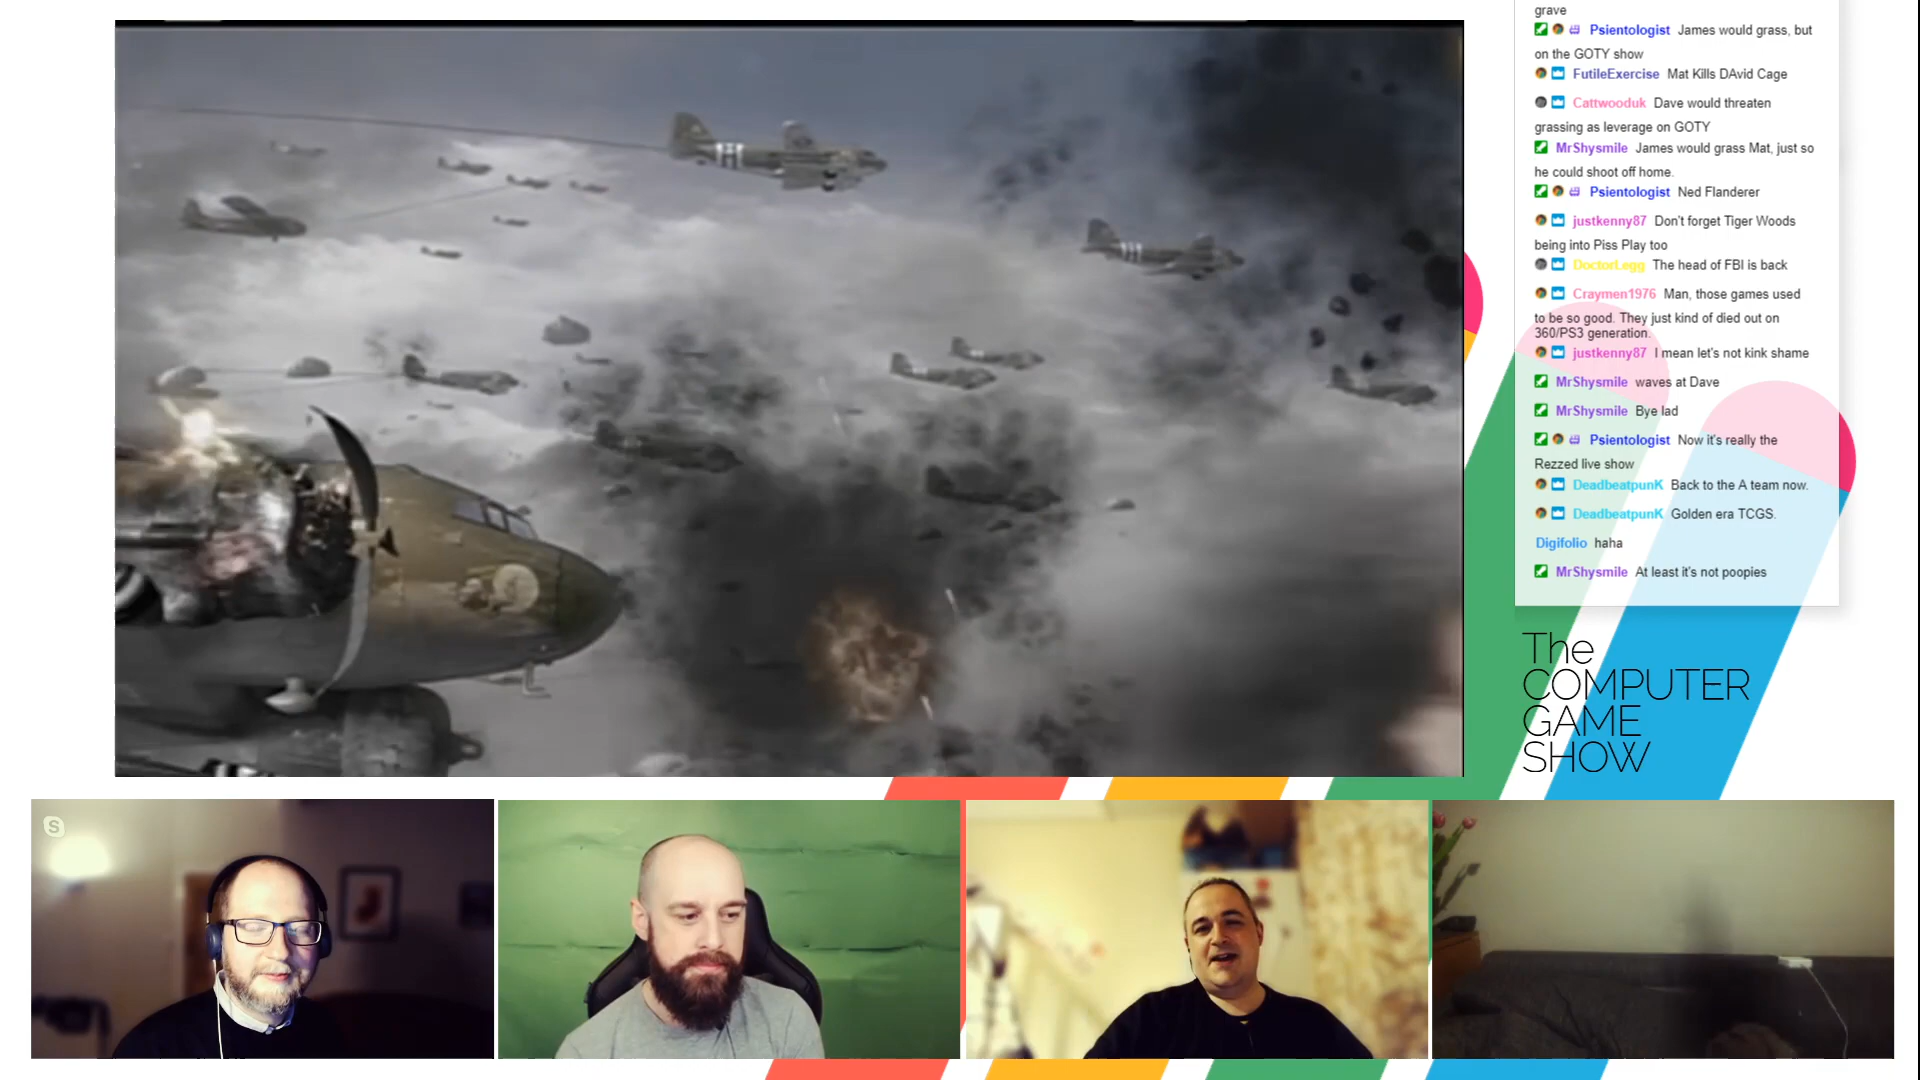 grave
Psientologist James would grass, but
on the GOTY show
FutileExercise Mat Kills DAvid Cage
Cattwooduk Dave would threaten
grassing as leverage on GOTY
MrShysmile James would grass Mat, just so
he could shoot off home.
Psientologist Ned Flanderer
justkenny87 Don't forget Tiger Woods
being into Piss Play too
DoctorLegg The head of FBI is back
Craymen1976 Man, those games used
to be so good. They just kind of died out on
360/PS3 generation.
justkenny87 I mean let's not kink shame
MrShysmile waves at Dave
MrShysmile Bye lad
Psientologist Now it's really the
Rezzed live show
DeadbeatpunK Back to the A team now.
DeadbeatpunK Golden era TCGS.
Digifolio haha
MrShysmile At least it's not poopies
The
COMPUTER
GAME
SHOW
S